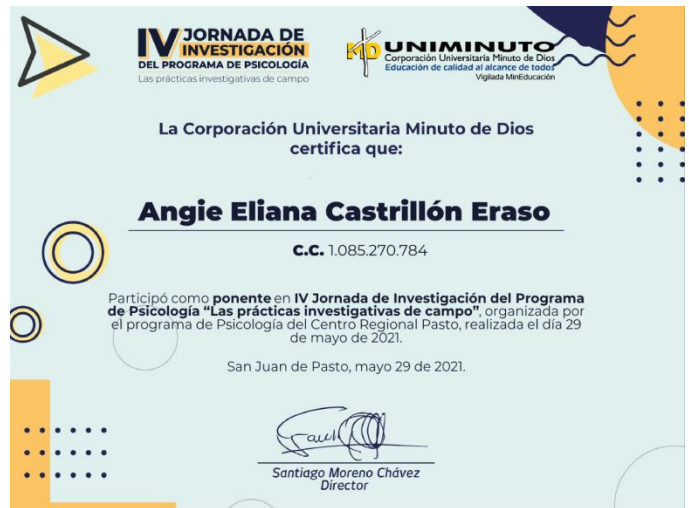 IV JORNADA DE
INVESTIGACIÓN
DEL PROGRAMA DE PSICOLOGÍA
Las prácticas investigativas de campo
UNIMINUTO
Corporación Universitaria Minuto de Dios
Educación de calidad al alcance de todos
Vigilada MinEducación
La Corporación Universitaria Minuto de Dios
certifica que:
Angie Eliana Castrillón Eraso
C.C. 1.085.270.784
Participó como ponente en IV Jornada de Investigación del Programa
de Psicología “Las prácticas investigativas de campo”, organizada por
el programa de Psicología del Centro Regional Pasto, realizada el día 29
de mayo de 2021.
San Juan de Pasto, mayo 29 de 2021.
Santiago Moreno Chávez
Director